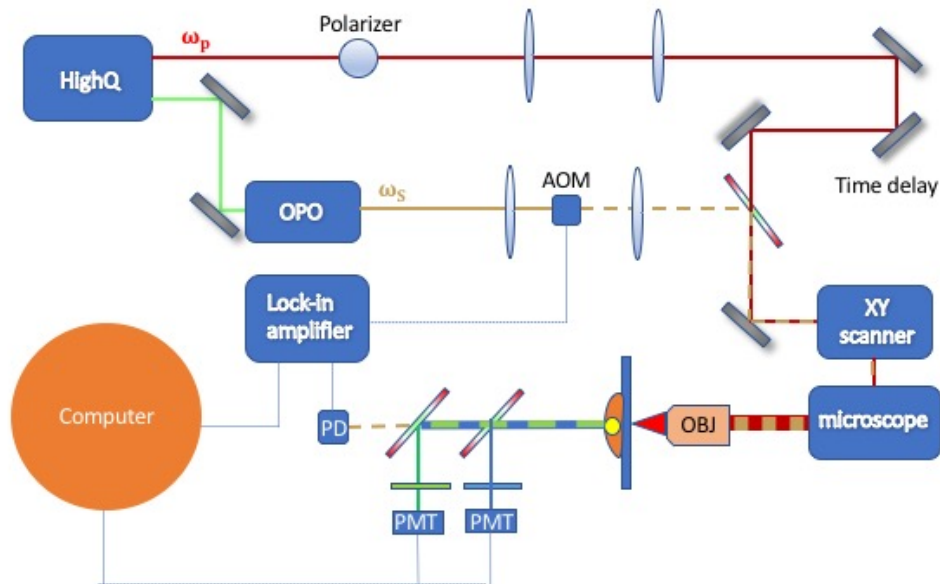 Polarizer
ωp
HighQ
Time delay
AOM
ωs
OPO
Lock-in
amplifier
XY
scanner
Computer
PD
OBJ
microscope
PMT
PMT